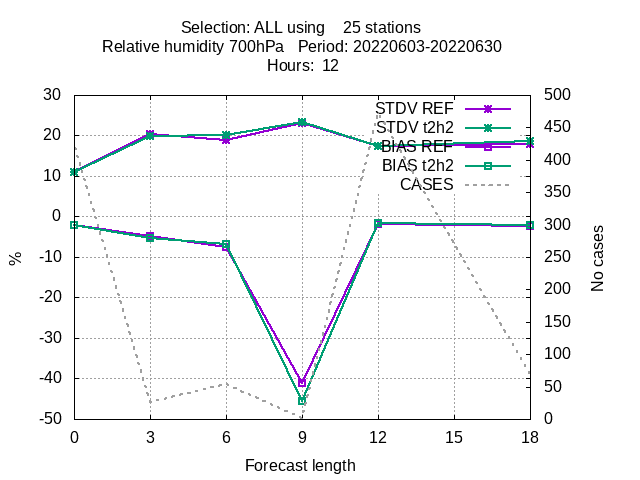 Selection: ALL using    25 stations
Relative humidity 700hPa   Period: 20220603-20220630
Hours:  12
30
20
10
0
-10
-20
-30
-40
-50
%
0
3
6
9
12
15
18
Forecast length
500
450
400
350
300
250
200
150
100
50
0
No cases
STDV REF
STDV t2h2
BIAS REF
BIAS t2h2
CASES